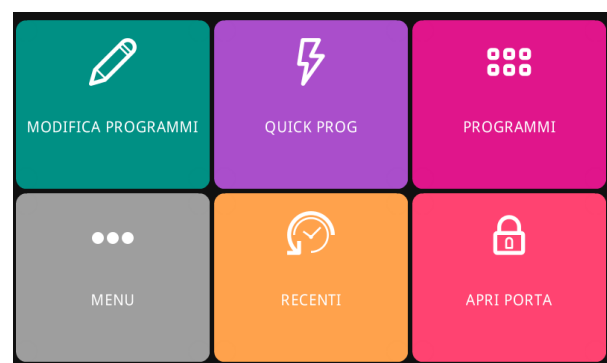 MODIFICA PROGRAMMI
QUICK PROG
PROGRAMMI
MENU
RECENTI
APRI PORTA